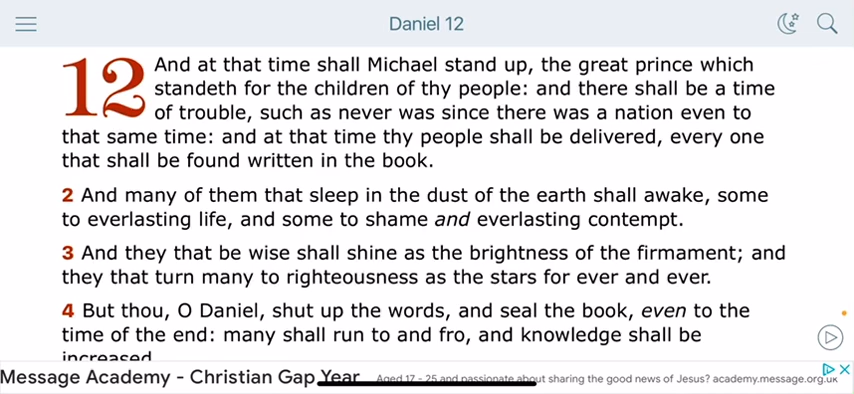 Daniel 12
12 And at that time shall Michael stand up, the great prince which
standeth for the children of thy people: and there shall be a time
of trouble, such as never was since there was a nation even to
that same time: and at that time thy people shall be delivered, every one
that shall be found written in the book.
2 And many of them that sleep in the dust of the earth shall awake, some
to everlasting life, and some to shame and everlasting contempt.
3 And they that be wise shall shine as the brightness of the firmament; and
they that turn many to righteousness as the stars for ever and ever.
4 But thou, O Daniel, shut up the words, and seal the book, even to the
time of the end: many shall run to and fro, and knowledge shall be
increased
Message Academy - Christian Gap Year Aged 17 - 25 and passionate about sharing the good news of Jesus? academy.message.org.uk